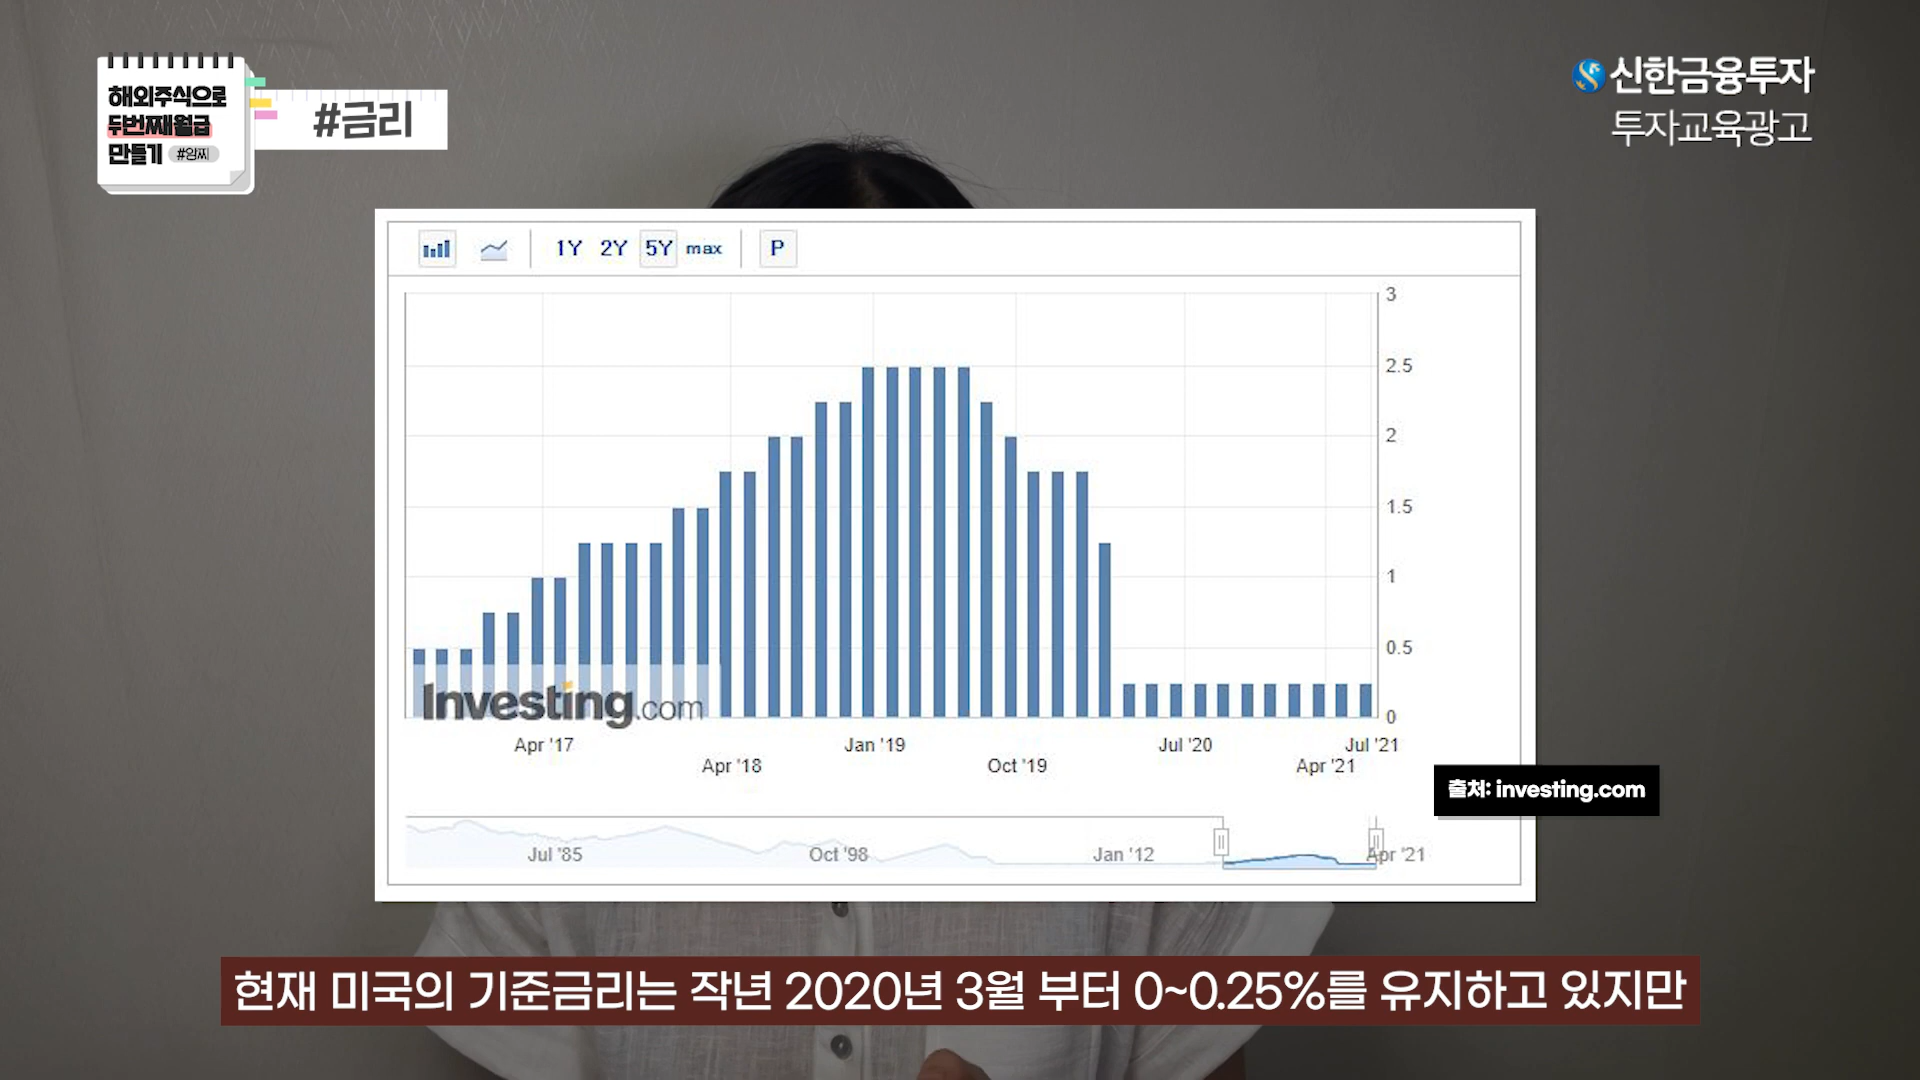 해외주식으로
두번째월급
만들기 #암찌
#금리
신한금융투자
투자교육광고
1Y 2Y 5Y max P
3
2.5
2
1.5
1
0.5
0
Investing.com
Apr '17
Apr '18
Jan '19
Oct '19
Jul '20
Apr '21
Jul '21
출처: investing.com
Jul '85
Oct '98
Jan '12
Apr '21
현재 미국의 기준금리는 작년 2020년 3월 부터 0~0.25%를 유지하고 있지만